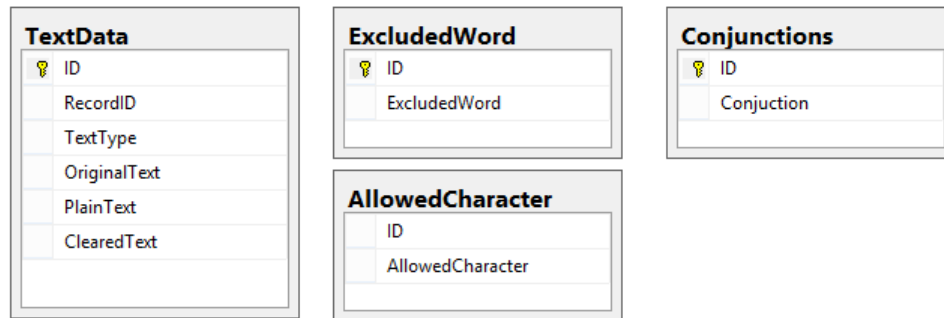 TextData
ID
RecordID
TextType
OriginalText
PlainText
ClearedText
ExcludedWord
ID
ExcludedWord
AllowedCharacter
ID
AllowedCharacter
Conjunctions
ID
Conjuction